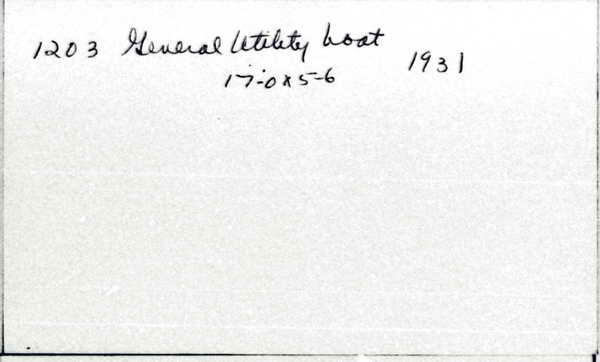 1203 General Utility boat 1931
17-0 x 5-6